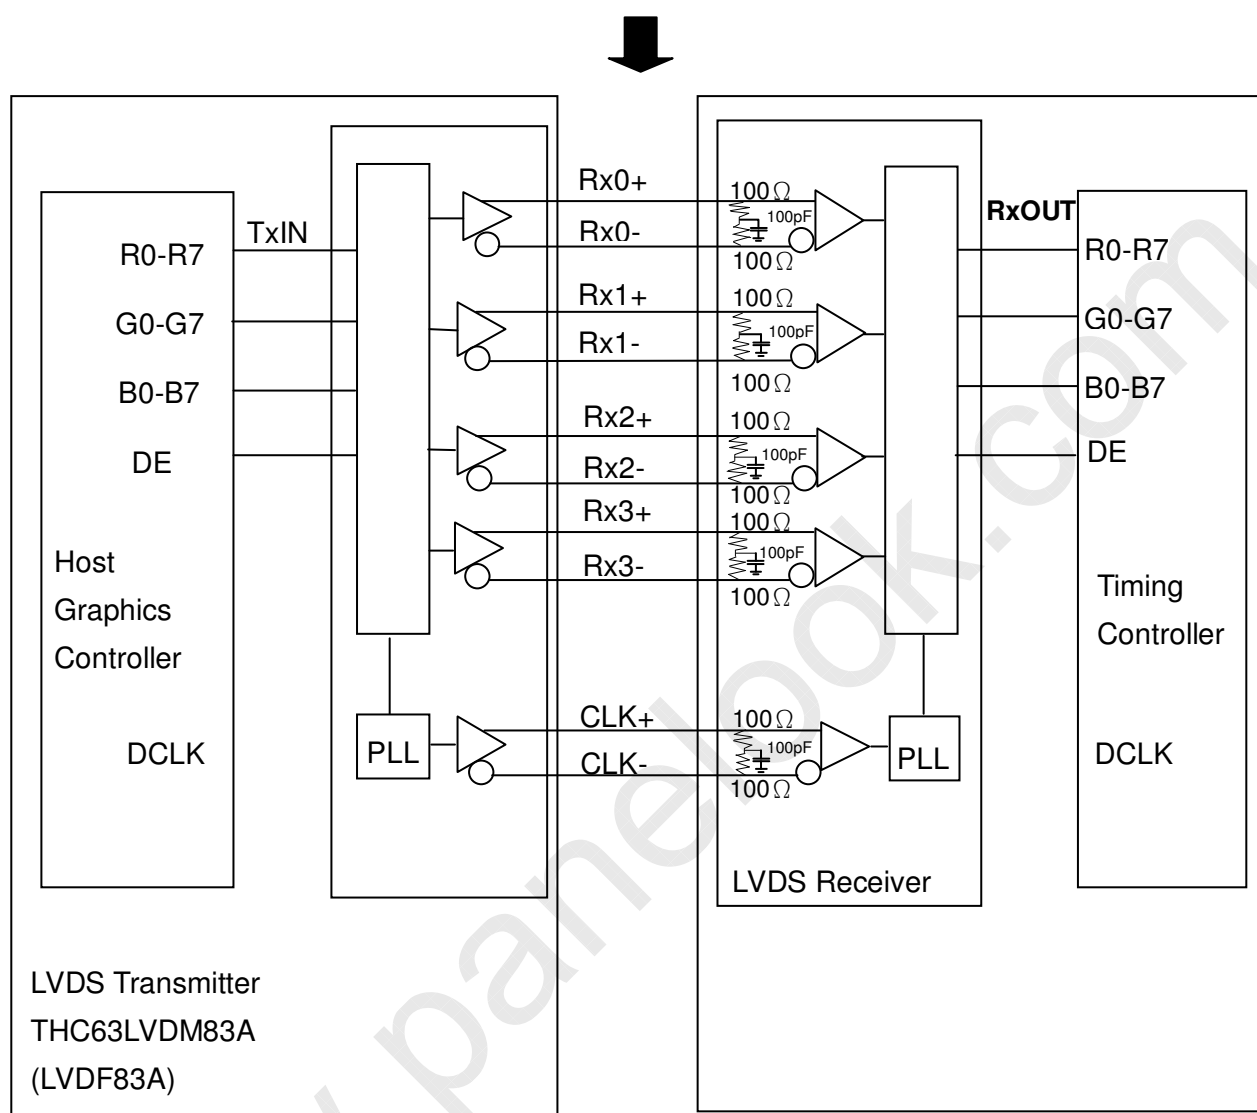 TxIN
R0-R7
G0-G7
B0-B7
DE
Host
Graphics
Controller
DCLK
PLL
LVDS Transmitter
THC63LVDM83A
(LVDF83A)
Rx0+
Rx0-
Rx1+
Rx1-
Rx2+
Rx2-
Rx3+
Rx3-
CLK+
CLK-
100Ω
100pF
100Ω
100Ω
100pF
100Ω
100Ω
100pF
100Ω
100Ω
100pF
100Ω
100Ω
100pF
100Ω
PLL
LVDS Receiver
RxOUT
R0-R7
G0-G7
B0-B7
DE
Timing
Controller
DCLK
panelook.com